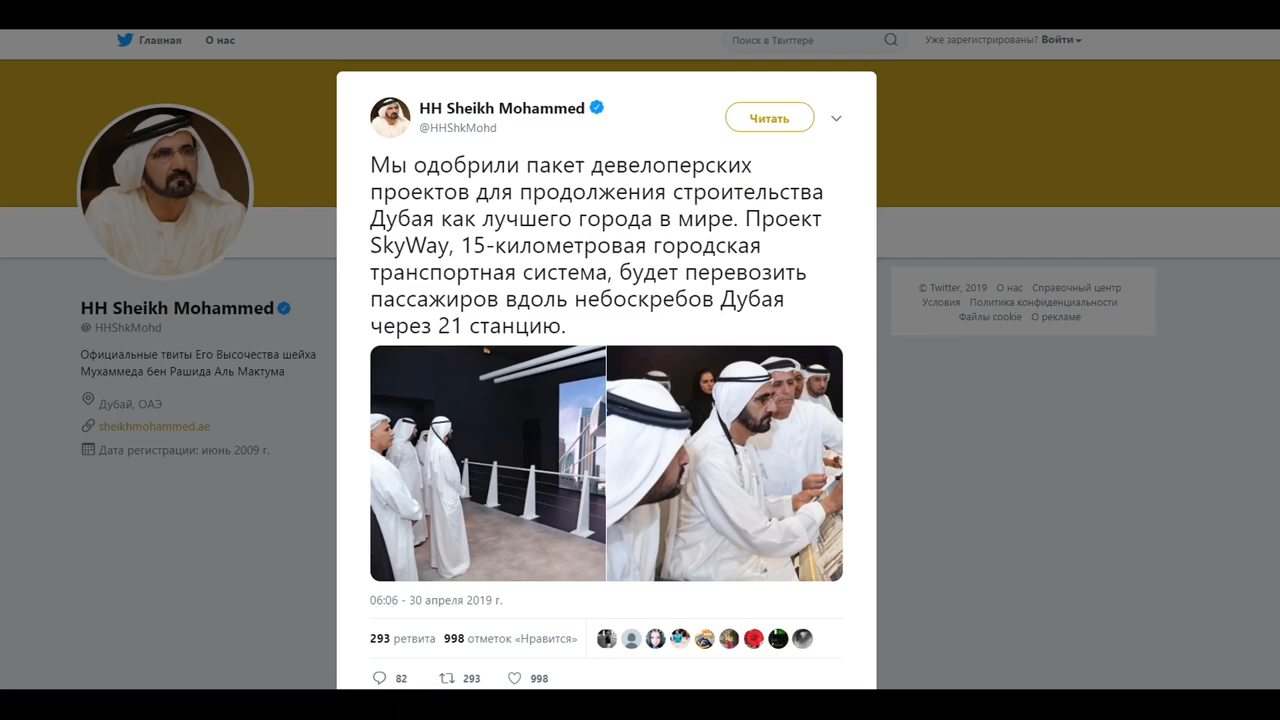 Главная
О нас
Поиск в Твиттере
Уже зарегистрированы? Войти
HH Sheikh Mohammed
@HHShkMohd
Читать
Мы одобрили пакет девелоперских
проектов для продолжения строительства
Дубая как лучшего города в мире. Проект
SkyWay, 15-километровая городская
транспортная система, будет перевозить
пассажиров вдоль небоскребов Дубая
через 21 станцию.
06:06 - 30 апреля 2019 г.
293 ретвита 998 отметок «Нравится»
82 293 998
HH Sheikh Mohammed
@ HHShkMohd
Официальные твиты Его Высочества шейха
Мухаммеда бен Рашида Аль Мактума
Дубай, ОАЭ
sheikhmohammed.ae
Дата регистрации: июнь 2009 г.
© Twitter, 2019 О нас Справочный центр
Условия Политика конфиденциальности
Файлы cookie О рекламе